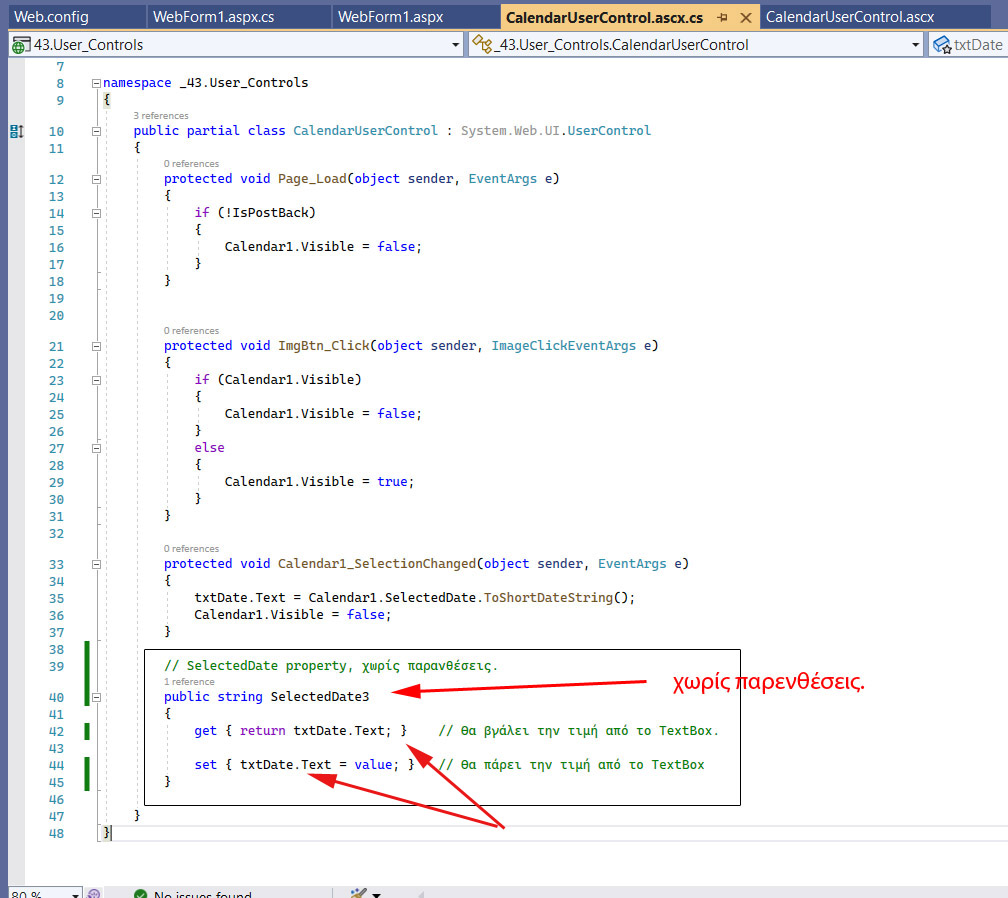 Web.config WebForm1.aspx.cs WebForm1.aspx CalendarUserControl.ascx.cs CalendarUserControl.ascx
43.User_Controls _43.User_Controls.CalendarUserControl txtDate
7
8 namespace _43.User_Controls
9 {
3 references
10 public partial class CalendarUserControl : System.Web.UI.UserControl
11 {
0 references
12 protected void Page_Load(object sender, EventArgs e)
13 {
14 if (!IsPostBack)
15 {
16 Calendar1.Visible = false;
17 }
18 }
19
20
0 references
21 protected void ImgBtn_Click(object sender, ImageClickEventArgs e)
22 {
23 if (Calendar1.Visible)
24 {
25 Calendar1.Visible = false;
26 }
27 else
28 {
29 Calendar1.Visible = true;
30 }
31 }
32
0 references
33 protected void Calendar1_SelectionChanged(object sender, EventArgs e)
34 {
35 txtDate.Text = Calendar1.SelectedDate.ToShortDateString();
36 Calendar1.Visible = false;
37 }
38
39 // SelectedDate property, χωρίς παρανθέσεις.
1 reference
40 public string SelectedDate3 χωρίς παρενθέσεις.
41 {
42 get { return txtDate.Text; } // θα βγάλει την τιμή από το TextBox.
43
44 set { txtDate.Text = value; } // θα πάρει την τιμή από το TextBox
45 }
46
47 }
48 }
80 % No issues found